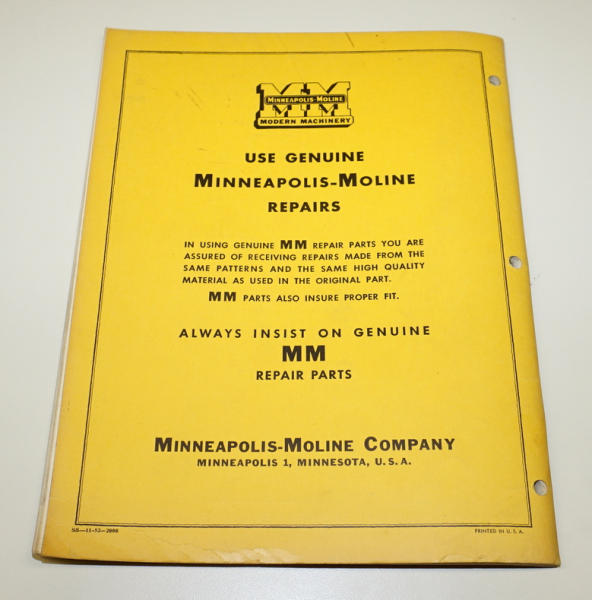 MM
MINNEAPOLIS-MOLINE
MODERN MACHINERY
USE GENUINE
MINNEAPOLIS-MOLINE
REPAIRS
IN USING GENUINE MM REPAIR PARTS YOU ARE
ASSURED OF RECEIVING REPAIRS MADE FROM THE
SAME PATTERNS AND THE SAME HIGH QUALITY
MATERIAL AS USED IN THE ORIGINAL PART.
MM PARTS ALSO INSURE PROPER FIT.
ALWAYS INSIST ON GENUINE
MM
REPAIR PARTS
MINNEAPOLIS-MOLINE COMPANY
MINNEAPOLIS 1, MINNESOTA, U.S.A.
PRINTED IN U.S.A.